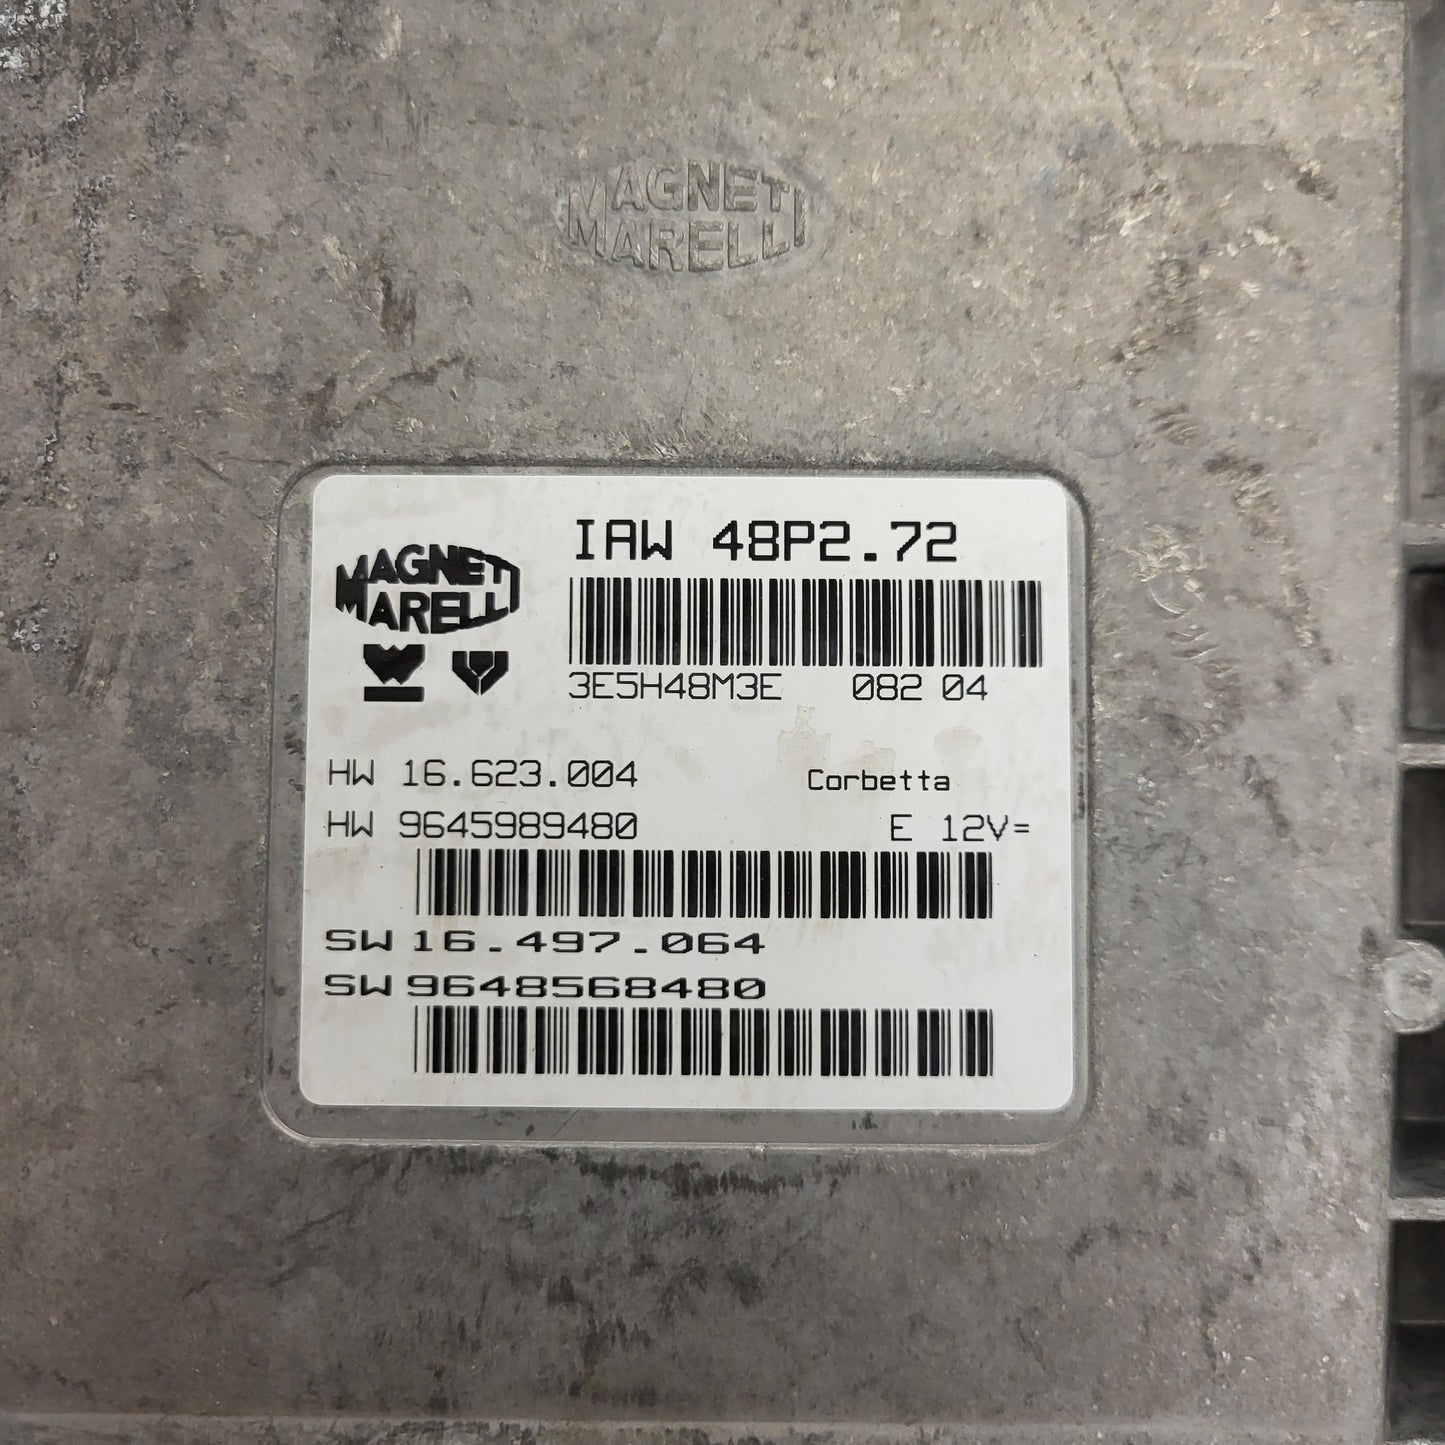 MAGNETI
MARELLI
MAGNETI
MARELLI
IAW 48P2.72
3E5H48M3E 082 04
HW 16.623.004 Corbetta
HW 9645989480 E 12V=
SW 16.497.064
SW 9648568480